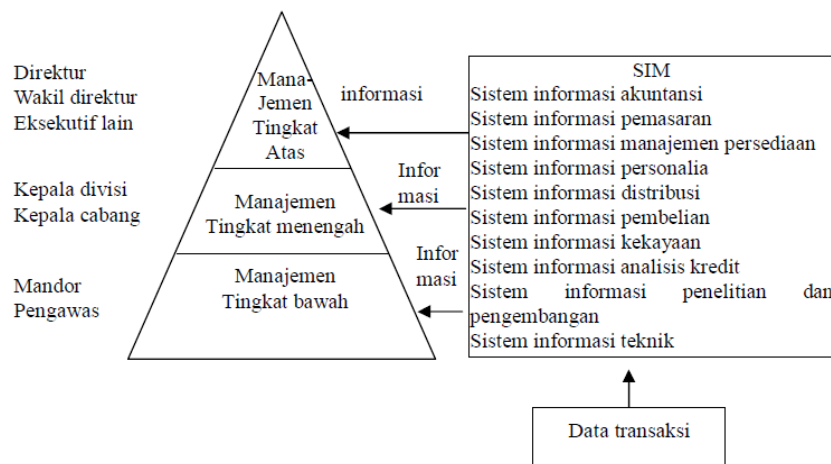 Direktur
Wakil direktur
Eksekutif lain
Kepala divisi
Kepala cabang
Mandor
Pengawas
Mana-
Jemen
Tingkat
Atas
Manajemen
Tingkat menengah
Manajemen
Tingkat bawah
informasi
Infor
masi
Infor
masi
SIM
Sistem informasi akuntansi
Sistem informasi pemasaran
Sistem informasi manajemen persediaan
Sistem informasi personalia
Sistem informasi distribusi
Sistem informasi pembelian
Sistem informasi kekayaan
Sistem informasi analisis kredit
Sistem informasi penelitian dan
pengembangan
Sistem informasi teknik
Data transaksi